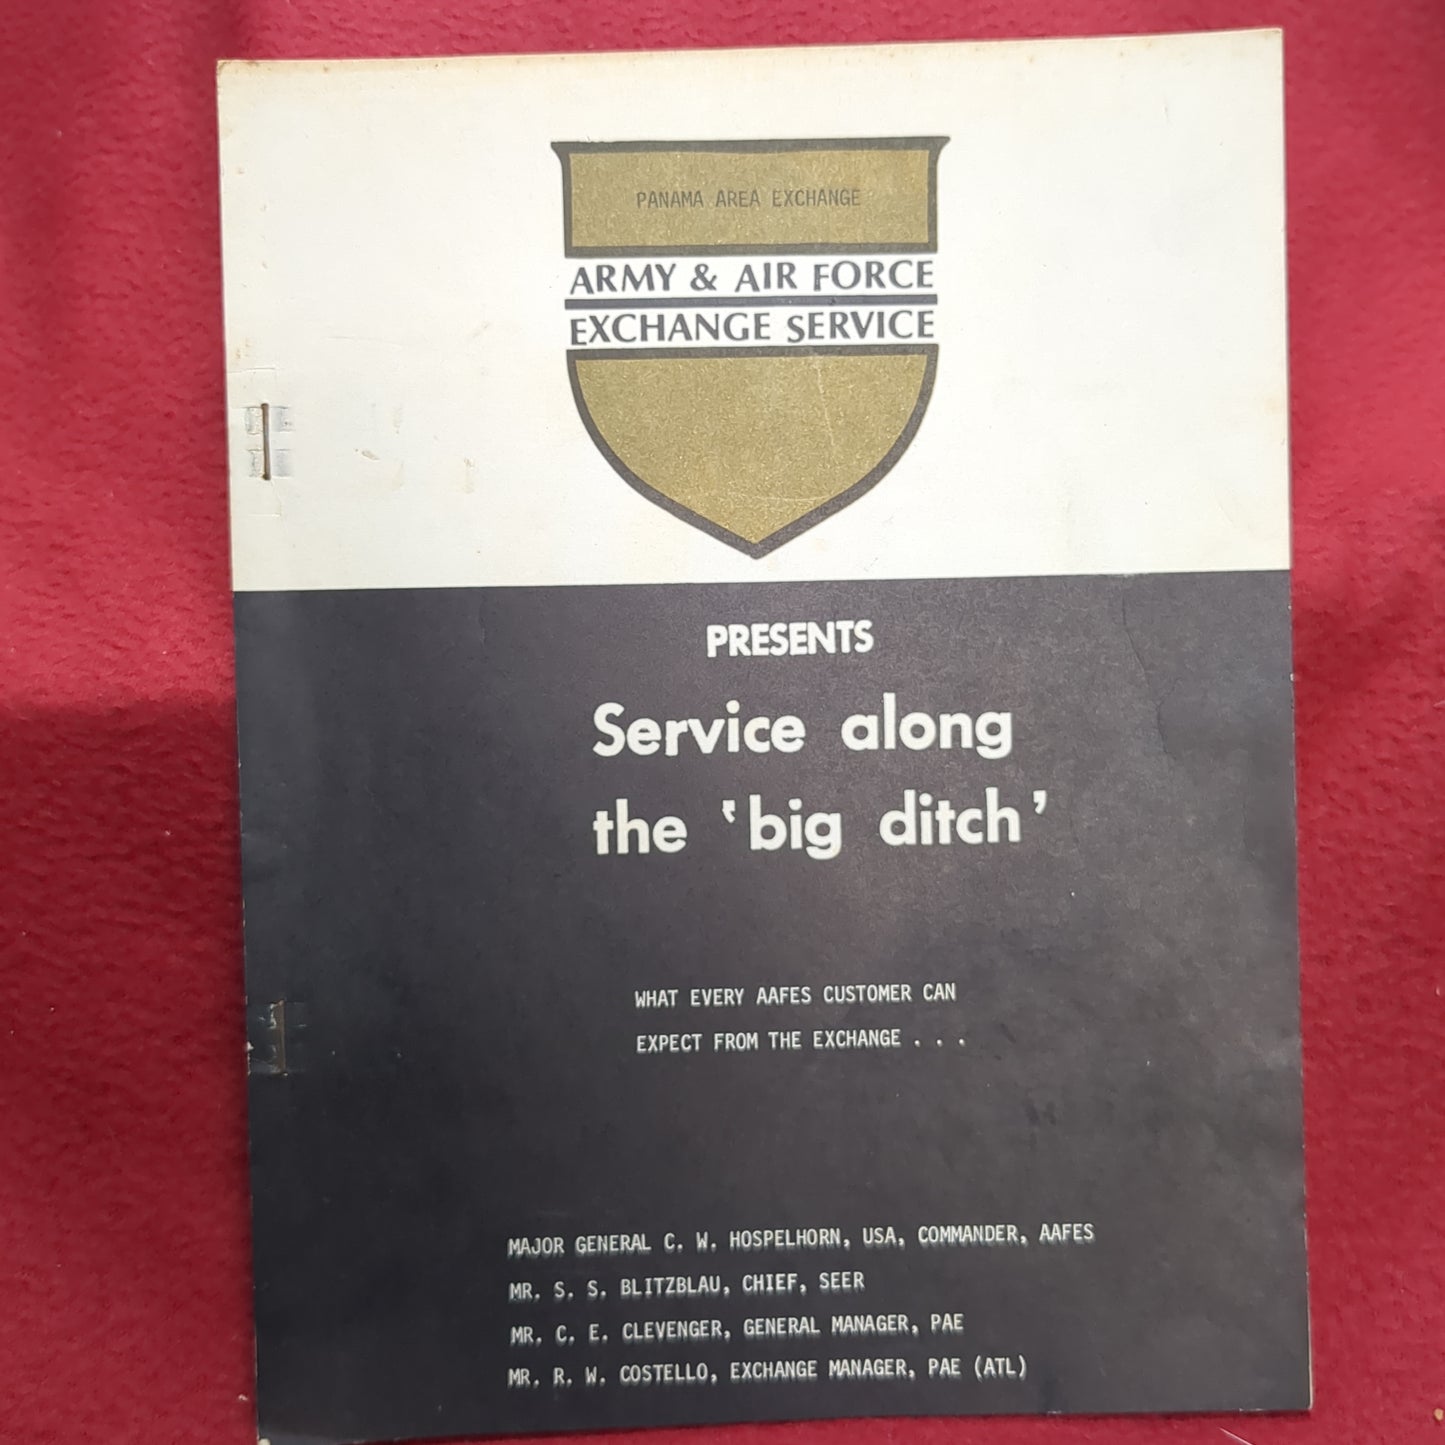 PANAMA AREA EXCHANGE
ARMY & AIR FORCE
EXCHANGE SERVICE
PRESENTS
Service along
the ‛big ditch’
WHAT EVERY AAFES CUSTOMER CAN
EXPECT FROM THE EXCHANGE . . .
MAJOR GENERAL C. W. HOSPELHORN, USA, COMMANDER, AAFES
MR. S. S. BLITZBLAU, CHIEF, SEER
MR. C. E. CLEVENGER, GENERAL MANAGER, PAE
MR. R. W. COSTELLO, EXCHANGE MANAGER, PAE (ATL)